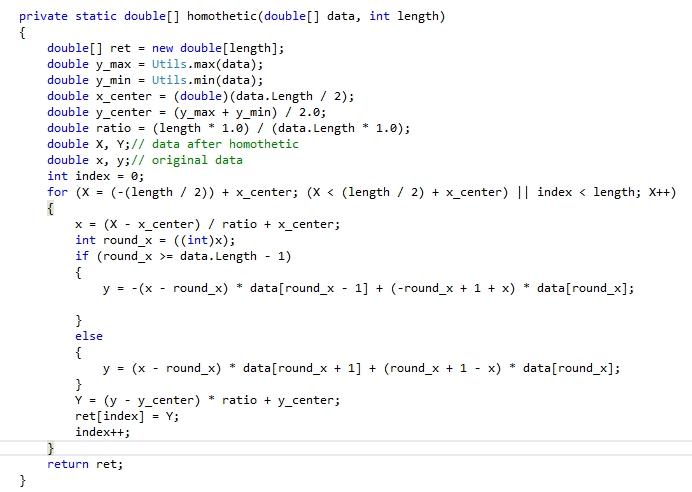 private static double[] homothetic(double[] data, int length)
{
    double[] ret = new double[length];
    double y_max = Utils.max(data);
    double y_min = Utils.min(data);
    double x_center = (double)(data.Length / 2);
    double y_center = (y_max + y_min) / 2.0;
    double ratio = (length * 1.0) / (data.Length * 1.0);
    double X, Y;// data after homothetic
    double x, y;// original data
    int index = 0;
    for (X = (-(length / 2)) + x_center; (X < (length / 2) + x_center) || index < length; X++)
    {
        x = (X - x_center) / ratio + x_center;
        int round_x = ((int)x);
        if (round_x >= data.Length - 1)
        {
            y = -(x - round_x) * data[round_x - 1] + (-round_x + 1 + x) * data[round_x];
        }
        else
        {
            y = (x - round_x) * data[round_x + 1] + (round_x + 1 - x) * data[round_x];
        }
        Y = (y - y_center) * ratio + y_center;
        ret[index] = Y;
        index++;
    }
    return ret;
}